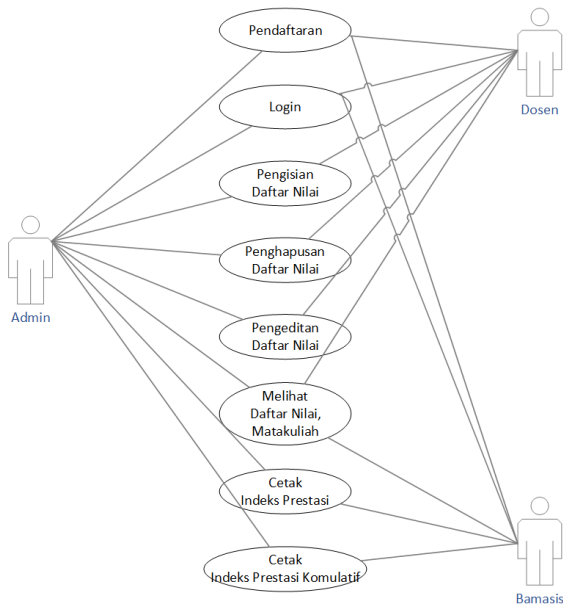 Pendaftaran
Dosen
Login
Pengisian
Daftar Nilai
Penghapusan
Daftar Nilai
Admin
Pengeditan
Daftar Nilai
Melihat
Daftar Nilai,
Matakuliah
Cetak
Indeks Prestasi
Cetak
Indeks Prestasi Komulatif
Bamasis